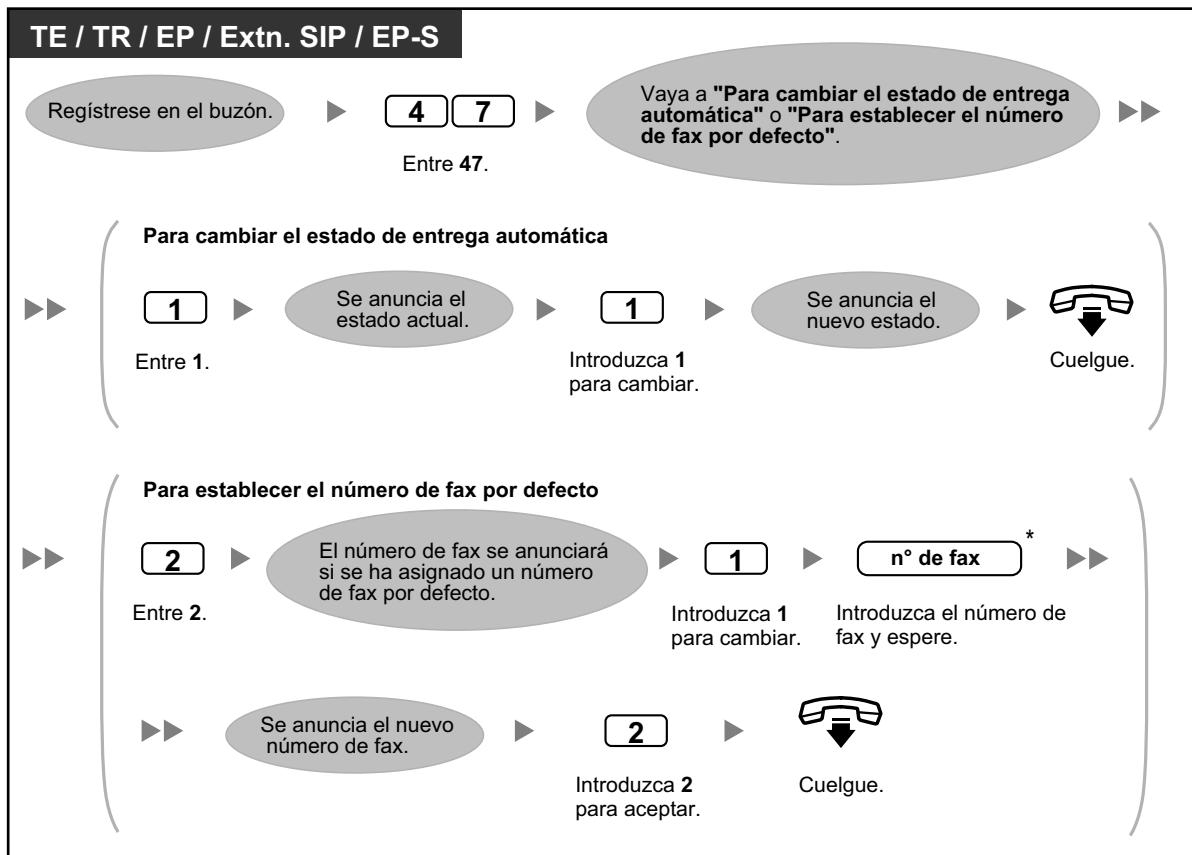 TE / TR / EP / Extn. SIP / EP-S
Regístrese en el buzón.
4 7
Entre 47.
Vaya a "Para cambiar el estado de entrega
automática" o "Para establecer el número
de fax por defecto".
Para cambiar el estado de entrega automática
1
Entre 1.
Se anuncia el
estado actual.
1
Introduzca 1
para cambiar.
Se anuncia el
nuevo estado.
Cuelgue.
Para establecer el número de fax por defecto
2
Entre 2.
El número de fax se anunciará
si se ha asignado un número
de fax por defecto.
1
Introduzca 1
para cambiar.
n° de fax *
Introduzca el número de
fax y espere.
Se anuncia el nuevo
número de fax.
2
Introduzca 2
para aceptar.
Cuelgue.